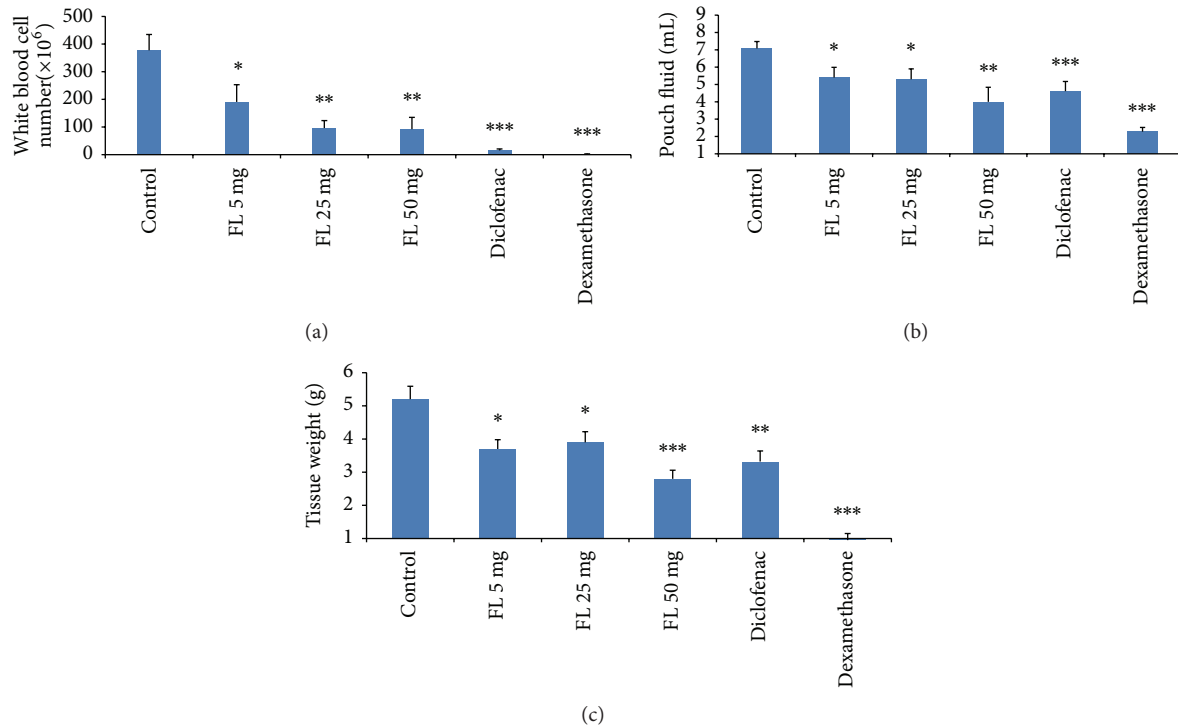 White blood cell
number(×10⁶)
500
400
300
200
100
0
*
**
**
***
***
Control
FL 5 mg
FL 25 mg
FL 50 mg
Diclofenac
Dexamethasone
(a)
Pouch fluid (mL)
9
8
7
6
5
4
3
2
1
*
*
**
***
***
Control
FL 5 mg
FL 25 mg
FL 50 mg
Diclofenac
Dexamethasone
(b)
Tissue weight (g)
6
5
4
3
2
1
*
*
***
**
***
Control
FL 5 mg
FL 25 mg
FL 50 mg
Diclofenac
Dexamethasone
(c)